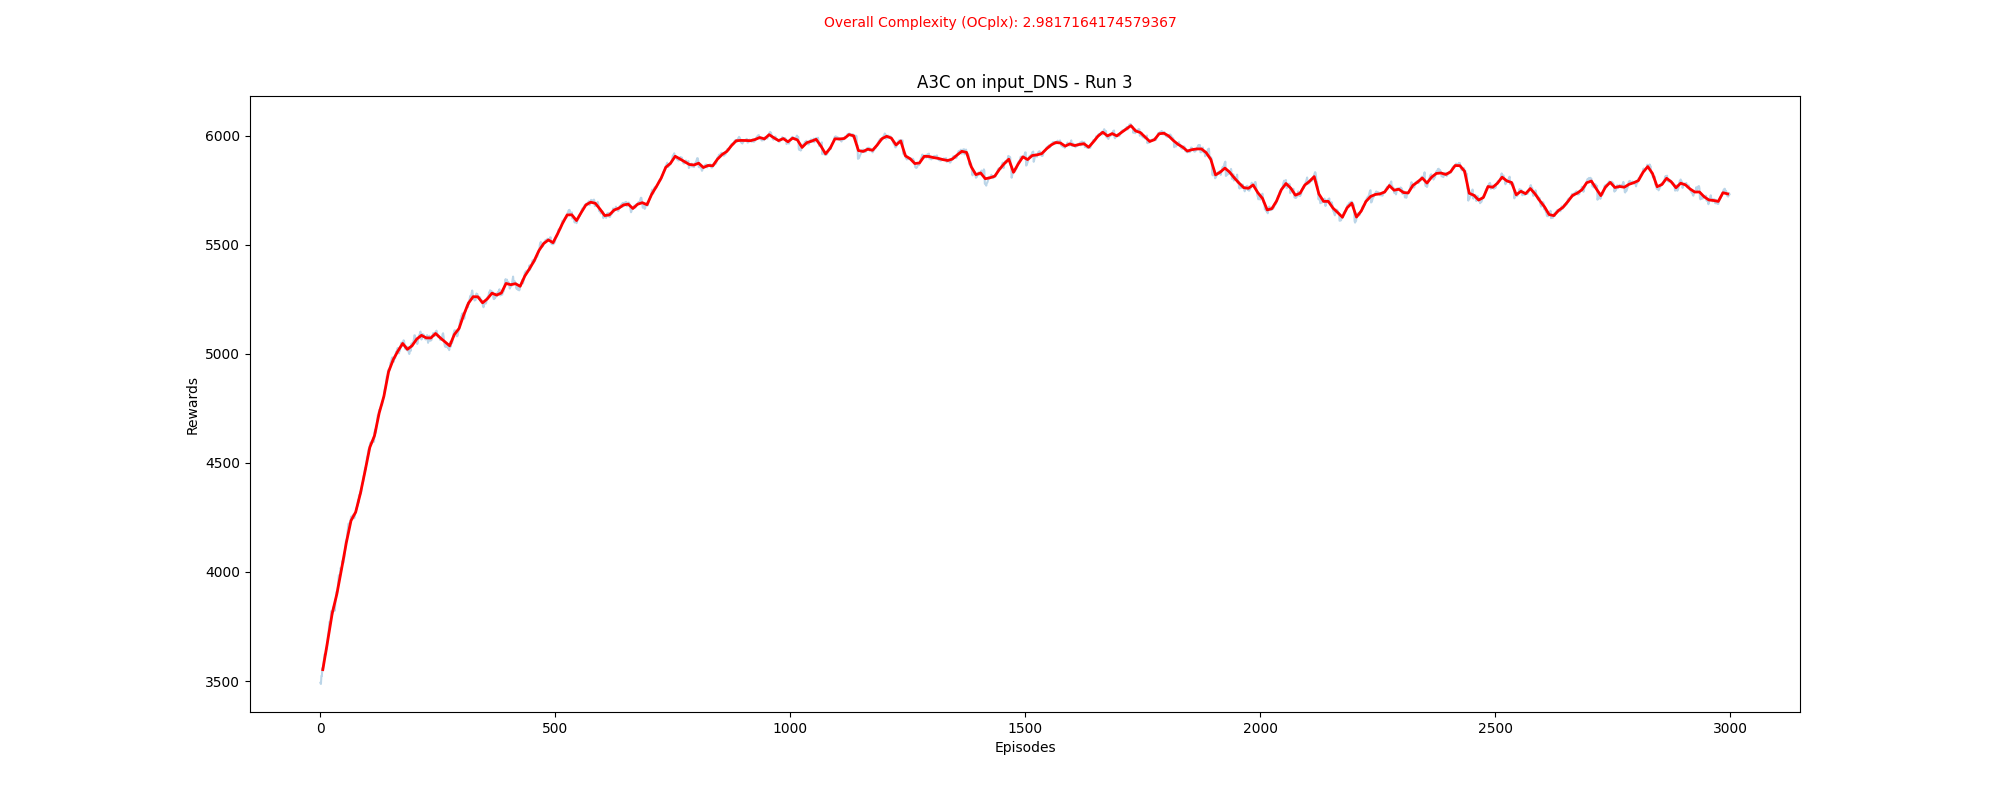 Overall Complexity (OCplx): 2.9817164174579367
A3C on input_DNS - Run 3
6000
5500
5000
4500
4000
3500
Rewards
0 500 1000 1500 2000 2500 3000
Episodes